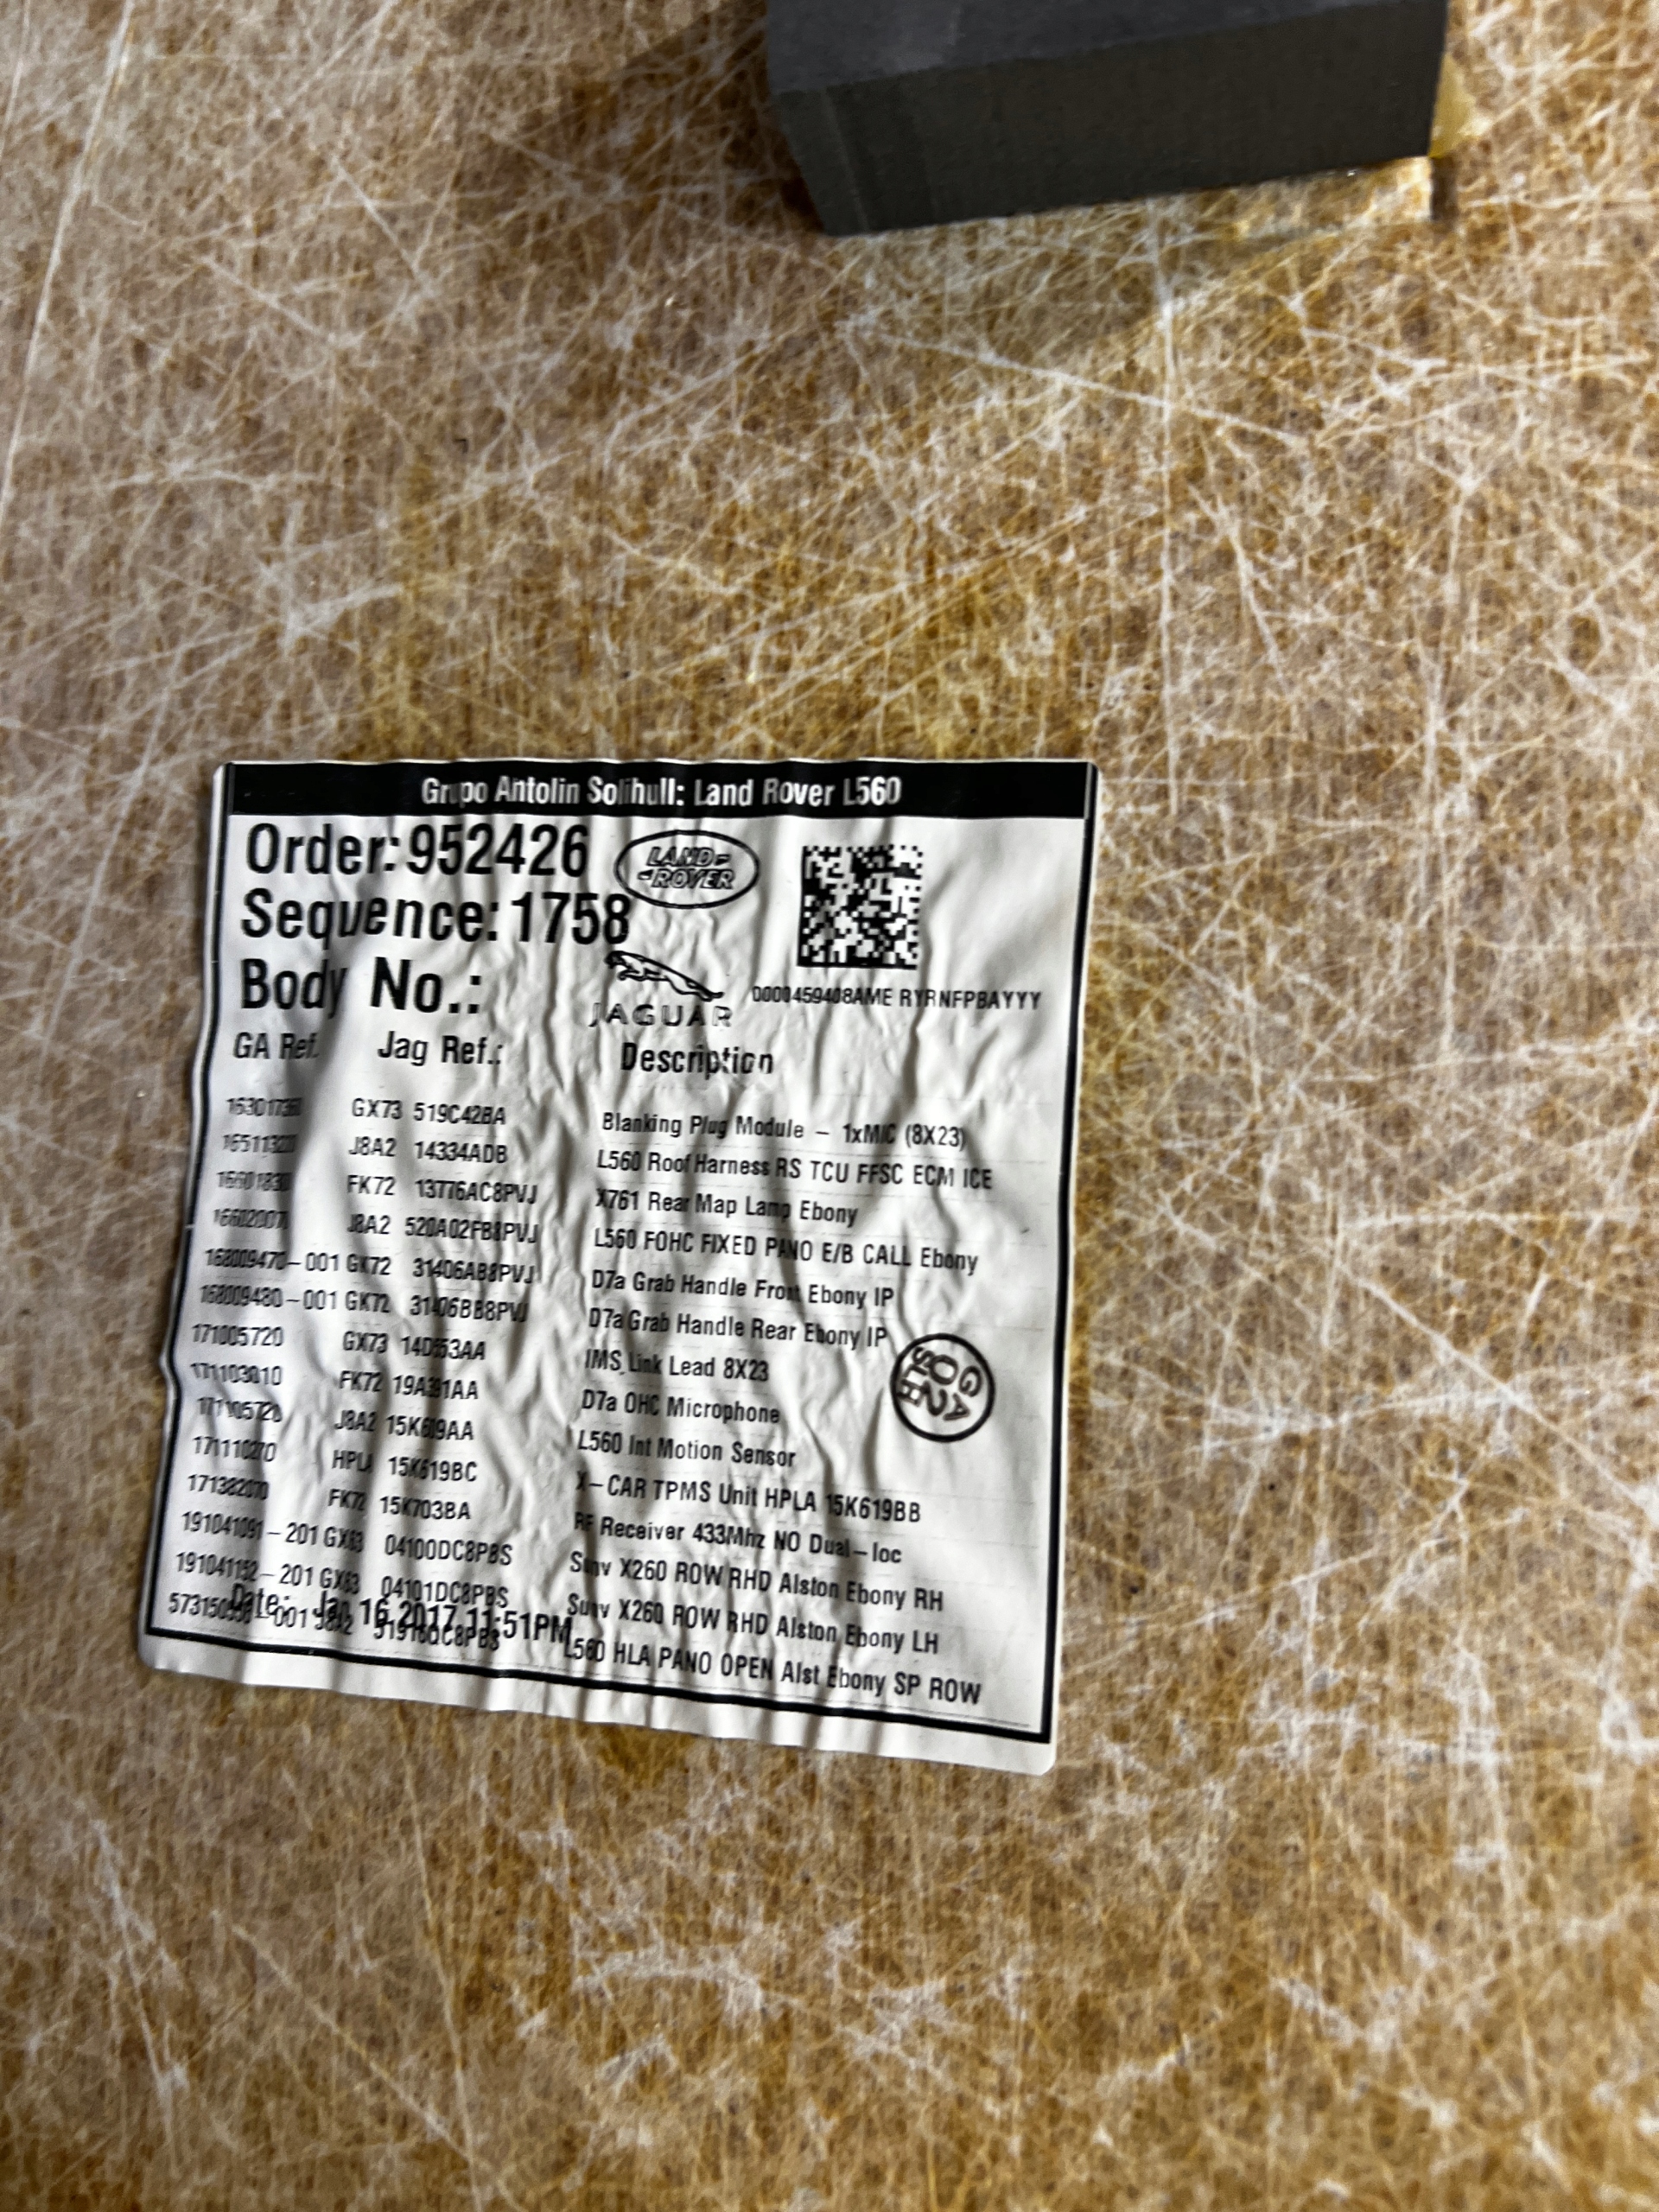 Grupo Antolin Solihull: Land Rover L560
Order: 952426
LAND-
-ROVER
Sequence: 1758
Body No.:
JAGUAR
0000459408AME RYRNFPBAYYY
GA Ref. Jag Ref.: Description
GX73 519C42BA Blanking Plug Module - 1xMIC (8X23)
J8A2 14334ADB L560 Roof Harness RS TCU FFSC ECM ICE
FK72 13776AC8PVJ X761 Rear Map Lamp Ebony
J8A2 520A02FB8PVJ L560 FOHC FIXED PANO E/B CALL Ebony
168009470-001 GK72 31406AB8PVJ D7a Grab Handle Front Ebony IP
168009480-001 GK72 31406BB8PVJ D7a Grab Handle Rear Ebony IP
171005720 GX73 IMS Link Lead 8X23
171103010 FK72 D7a OHC Microphone
171105720 J8A2 15K619AA L560 Int Motion Sensor
171110270 HPLA 15K619BC X-CAR TPMS Unit HPLA 15K619BB
FK72 15K703BA RF Receiver 433Mhz NO Dual-loc
191041091-201 GX63 04100DC8PBS Sunv X260 ROW RHD Alston Ebony RH
191041152-201 GX63 04101DC8PBS Sunv X260 ROW RHD Alston Ebony LH
L560 HLA PANO OPEN Alst Ebony SP ROW
Date: Jan 16 2017 11:51PM